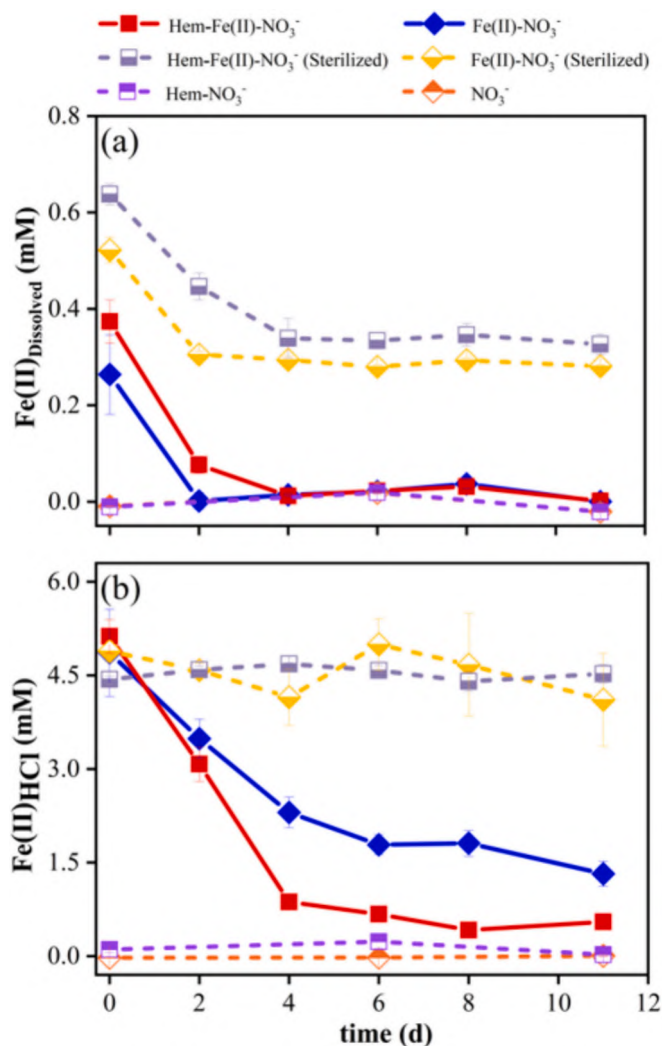 Hem-Fe(II)-NO₃⁻ Fe(II)-NO₃⁻
Hem-Fe(II)-NO₃⁻ (Sterilized) Fe(II)-NO₃⁻ (Sterilized)
Hem-NO₃⁻ NO₃⁻
(a)
0.8
0.6
0.4
0.2
0.0
Fe(II)Dissolved (mM)
(b)
6.0
4.5
3.0
1.5
0.0
Fe(II)HCl (mM)
0 2 4 6 8 10 12
time (d)